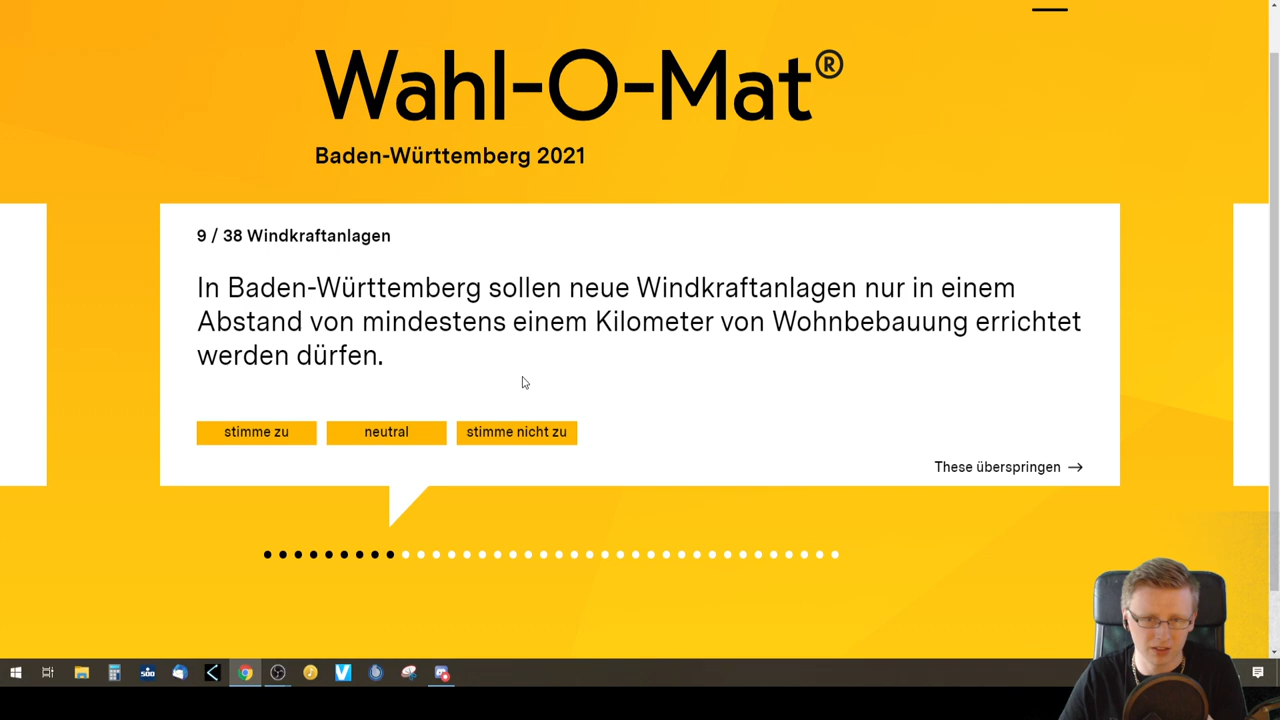 Wahl-O-Mat®
Baden-Württemberg 2021
9 / 38 Windkraftanlagen
In Baden-Württemberg sollen neue Windkraftanlagen nur in einem
Abstand von mindestens einem Kilometer von Wohnbebauung errichtet
werden dürfen.
stimme zu neutral stimme nicht zu
These überspringen →
500